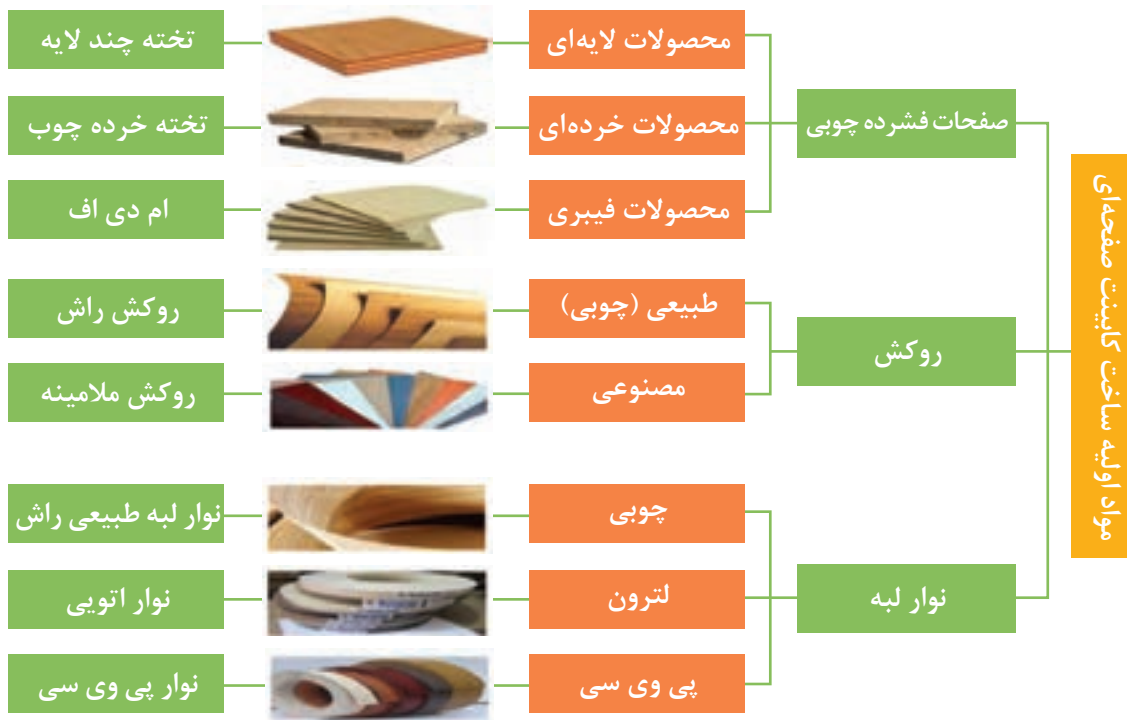 مواد اولیه ساخت کابینت صفحه‌ای
صفحات فشرده چوبی
محصولات لایه‌ای
تخته چند لایه
محصولات خرده‌ای
تخته خرده چوب
محصولات فیبری
ام دی اف
روکش
طبیعی (چوبی)
روکش راش
مصنوعی
روکش ملامینه
نوار لبه
چوبی
نوار لبه طبیعی راش
لترون
نوار اتویی
پی وی سی
نوار پی وی سی